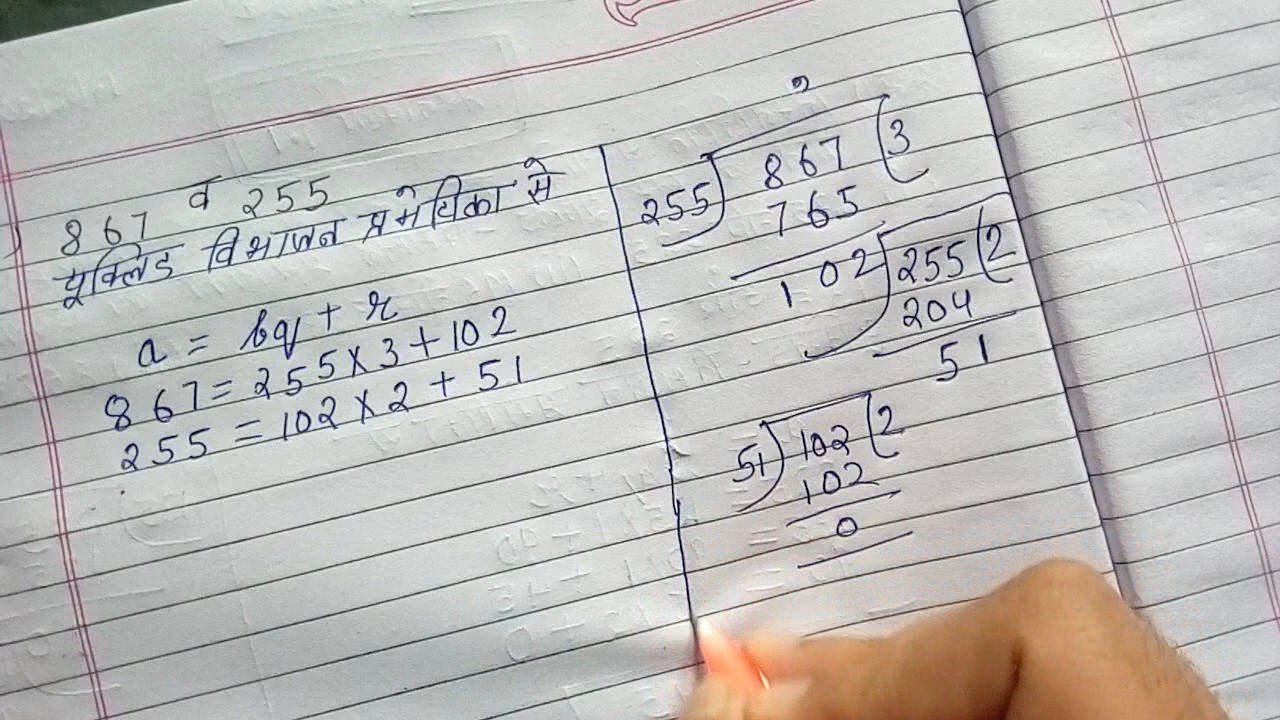 867 व 255
यूक्लिड विभाजन प्रमेयिका से
a = bq + r
867 = 255 × 3 + 102
255 = 102 × 2 + 51
255) 867 (3
765
102) 255 (2
204
51
51) 102 (2
102
0